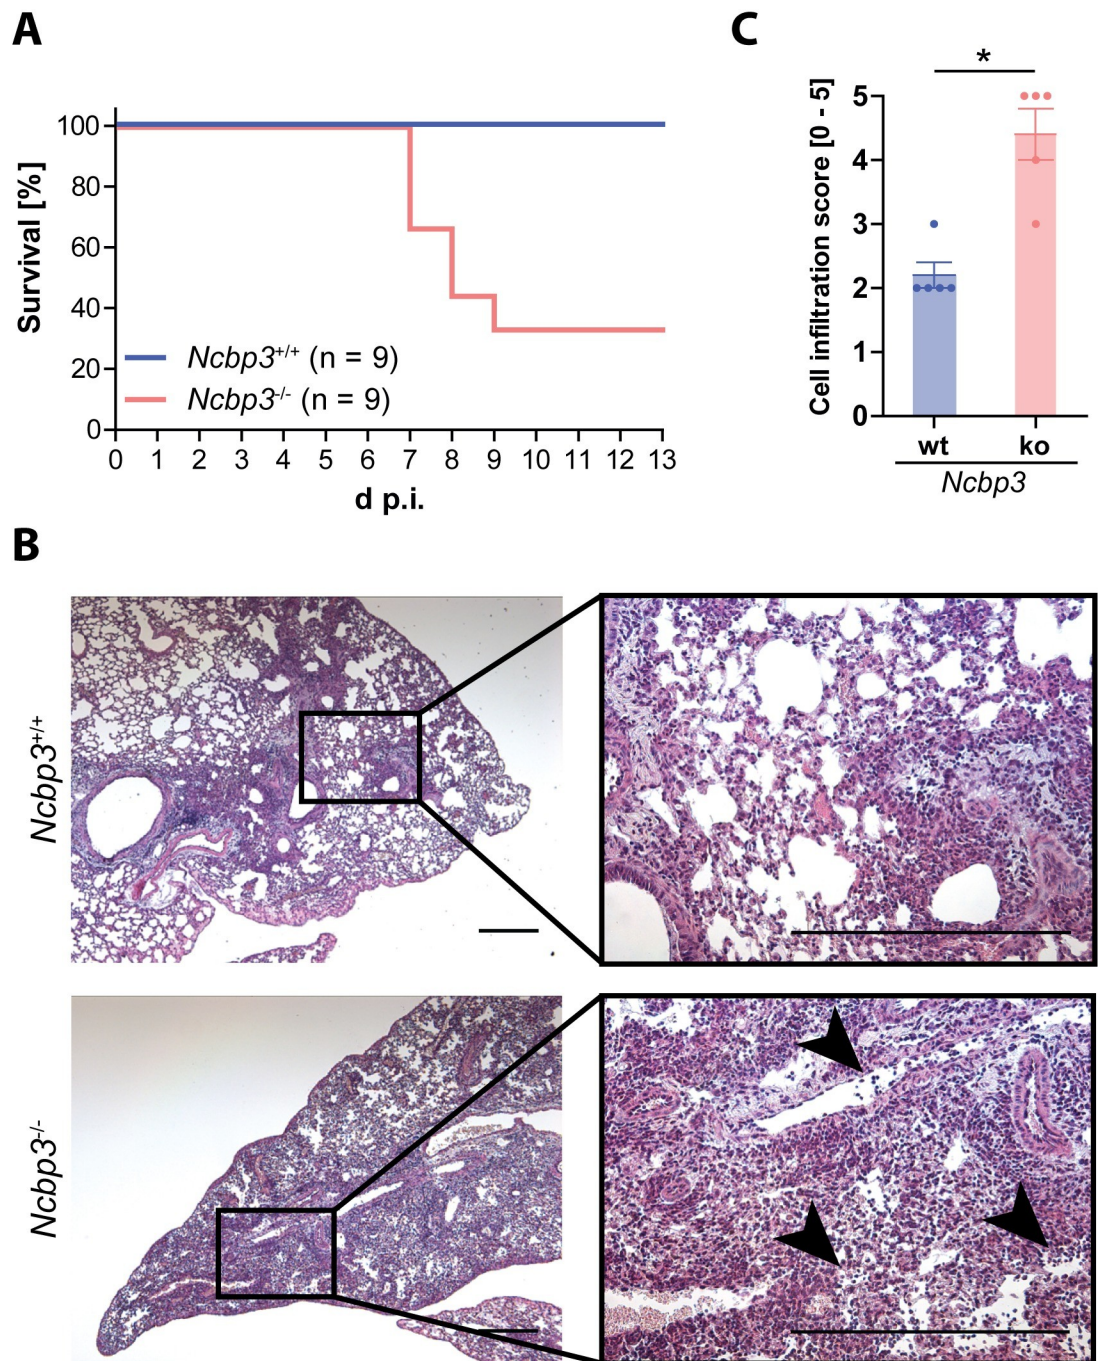 A
Survival [%]
100
80
60
40
20
0
Ncbp3+/+ (n = 9)
Ncbp3-/- (n = 9)
0 1 2 3 4 5 6 7 8 9 10 11 12 13
d p.i.
C
*
Cell infiltration score [0 - 5]
5
4
3
2
1
0
wt ko
Ncbp3
B
Ncbp3+/+
Ncbp3-/-